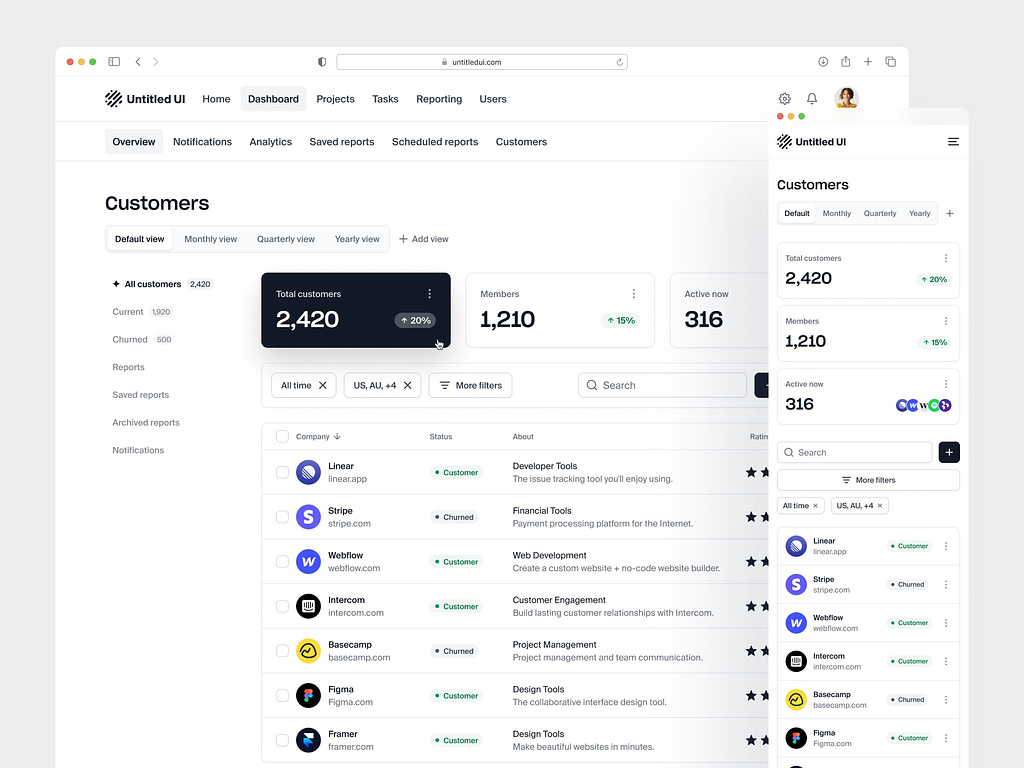 untitledui.com
Untitled UI Home Dashboard Projects Tasks Reporting Users
Overview Notifications Analytics Saved reports Scheduled reports Customers
Customers
Default view Monthly view Quarterly view Yearly view + Add view
All customers 2,420
Current 1,920
Churned 500
Reports
Saved reports
Archived reports
Notifications
Total customers
2,420 ↑ 20%
Members
1,210 ↑ 15%
Active now
316
All time × US, AU, +4 × More filters Search
Company ↓ Status About
Linear
linear.app
Customer
Developer Tools
The issue tracking tool you'll enjoy using.
Stripe
stripe.com
Churned
Financial Tools
Payment processing platform for the Internet.
Webflow
webflow.com
Customer
Web Development
Create a custom website + no-code website builder.
Intercom
intercom.com
Customer
Customer Engagement
Build lasting customer relationships with Intercom.
Basecamp
basecamp.com
Churned
Project Management
Project management and team communication.
Figma
Figma.com
Customer
Design Tools
The collaborative interface design tool.
Framer
framer.com
Customer
Design Tools
Make beautiful websites in minutes.
Untitled UI
Customers
Default Monthly Quarterly Yearly +
Total customers
2,420 ↑ 20%
Members
1,210 ↑ 15%
Active now
316
Search +
More filters
All time × US, AU, +4 ×
Linear
linear.app
Customer
Stripe
stripe.com
Churned
Webflow
webflow.com
Customer
Intercom
intercom.com
Customer
Basecamp
basecamp.com
Churned
Figma
Figma.com
Customer